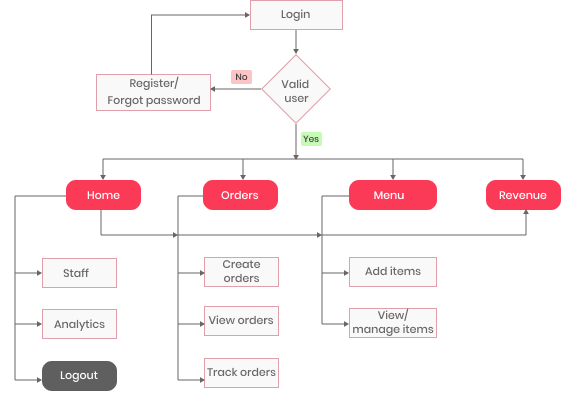 Login
Register/
Forgot password
No
Valid
user
Yes
Home
Orders
Menu
Revenue
Staff
Create
orders
Add items
Analytics
View orders
View/
manage items
Logout
Track orders